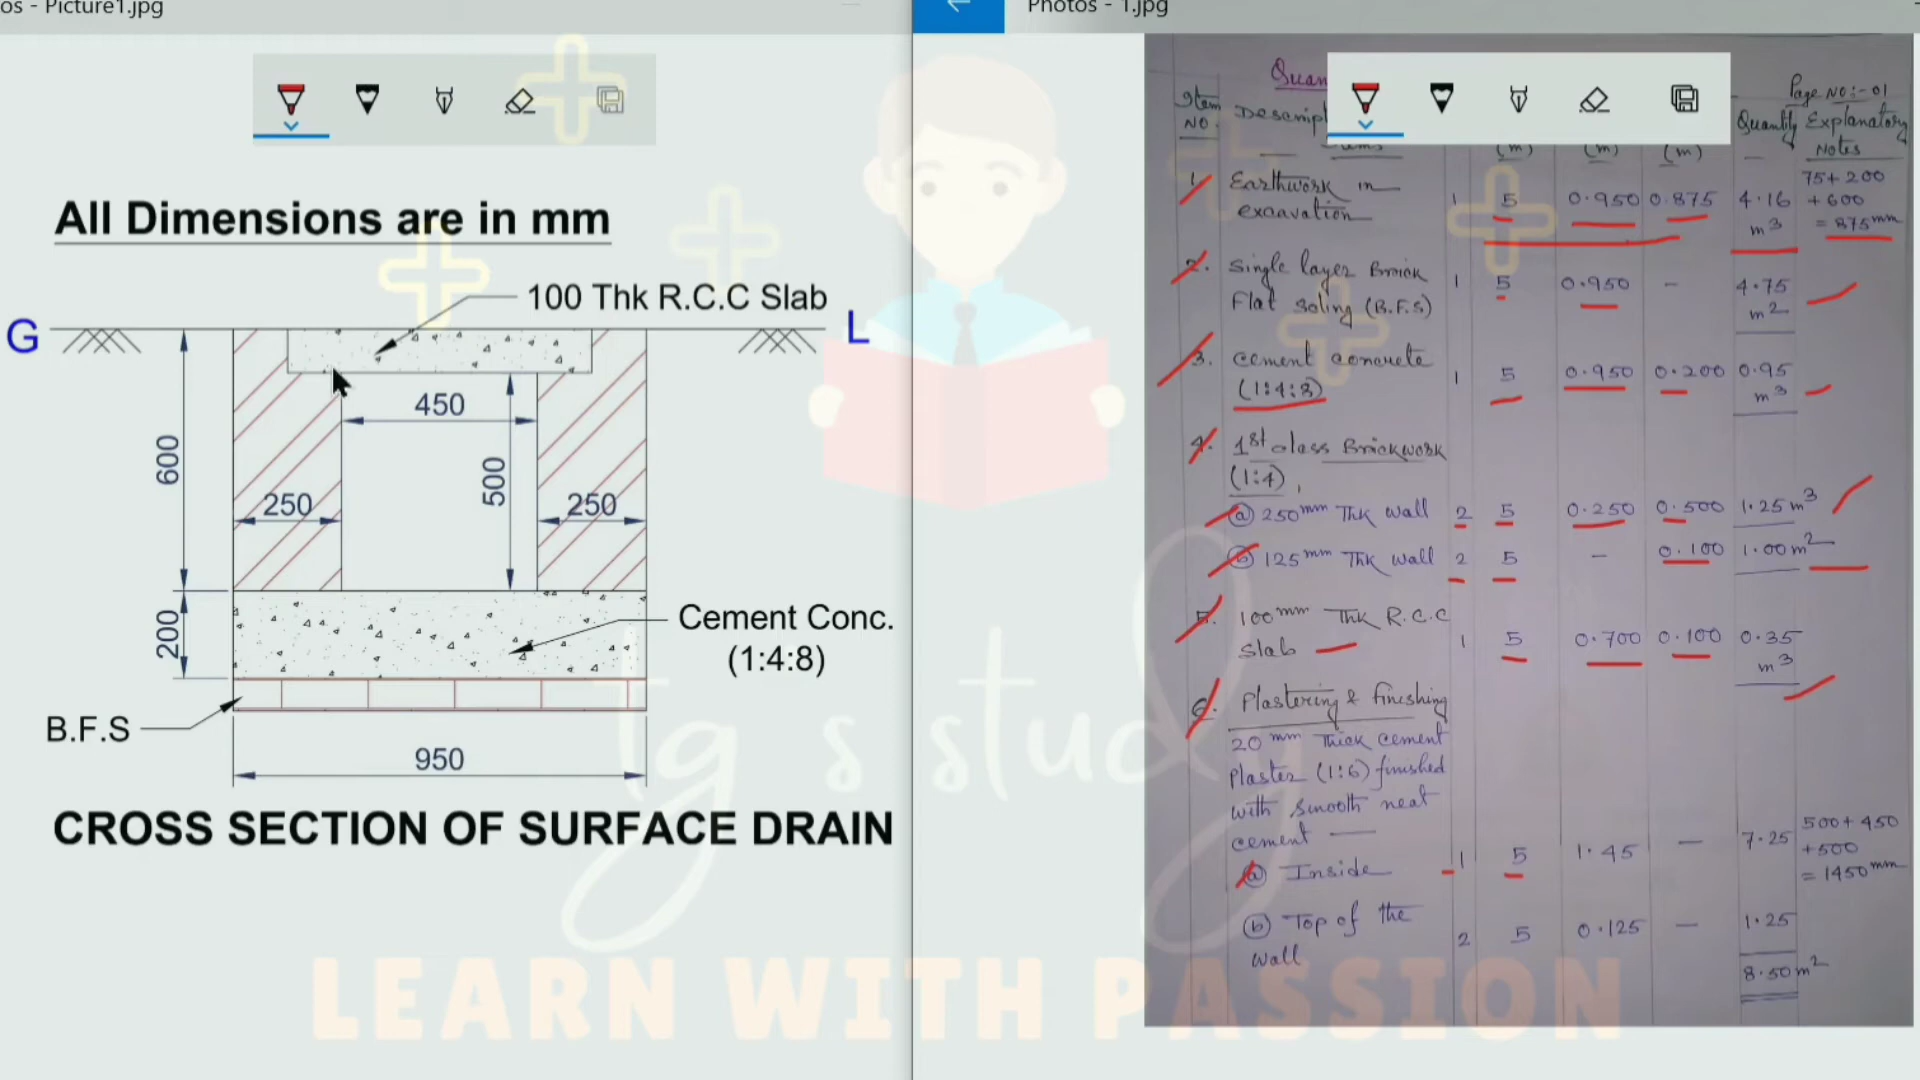 os - Picture1.jpg
Photos - 1.jpg
All Dimensions are in mm
100 Thk R.C.C Slab
G
L
450
600
500
250
250
200
Cement Conc.
(1:4:8)
B.F.S
950
CROSS SECTION OF SURFACE DRAIN
tg s study
LEARN WITH PASSION
Quan
Page No:-01
Item
NO.
Descript
Items
(m)
(m)
(m)
Quantity
Explanatory
Notes
1. Earthwork in excavation 1 5 0.950 0.875 4.16 m3
75+200
+600
= 875mm
2. Single layer Brick
Flat Soling (B.F.S) 1 5 0.950 - 4.75 m2
3. Cement concrete
(1:4:8) 1 5 0.950 0.200 0.95 m3
4. 1st class Brickwork
(1:4),
(a) 250mm Thk wall 2 5 0.250 0.500 1.25 m3
(b) 125mm Thk wall 2 5 - 0.100 1.00 m2
5. 100mm Thk R.C.C
Slab 1 5 0.700 0.100 0.35 m3
6. Plastering & finishing
20mm Thick cement
plaster (1:6) finished
with smooth neat
cement —
(a) Inside 1 5 1.45 — 7.25
500+450
+500
= 1450mm
(b) Top of the
wall 2 5 0.125 — 1.25
8.50 m2